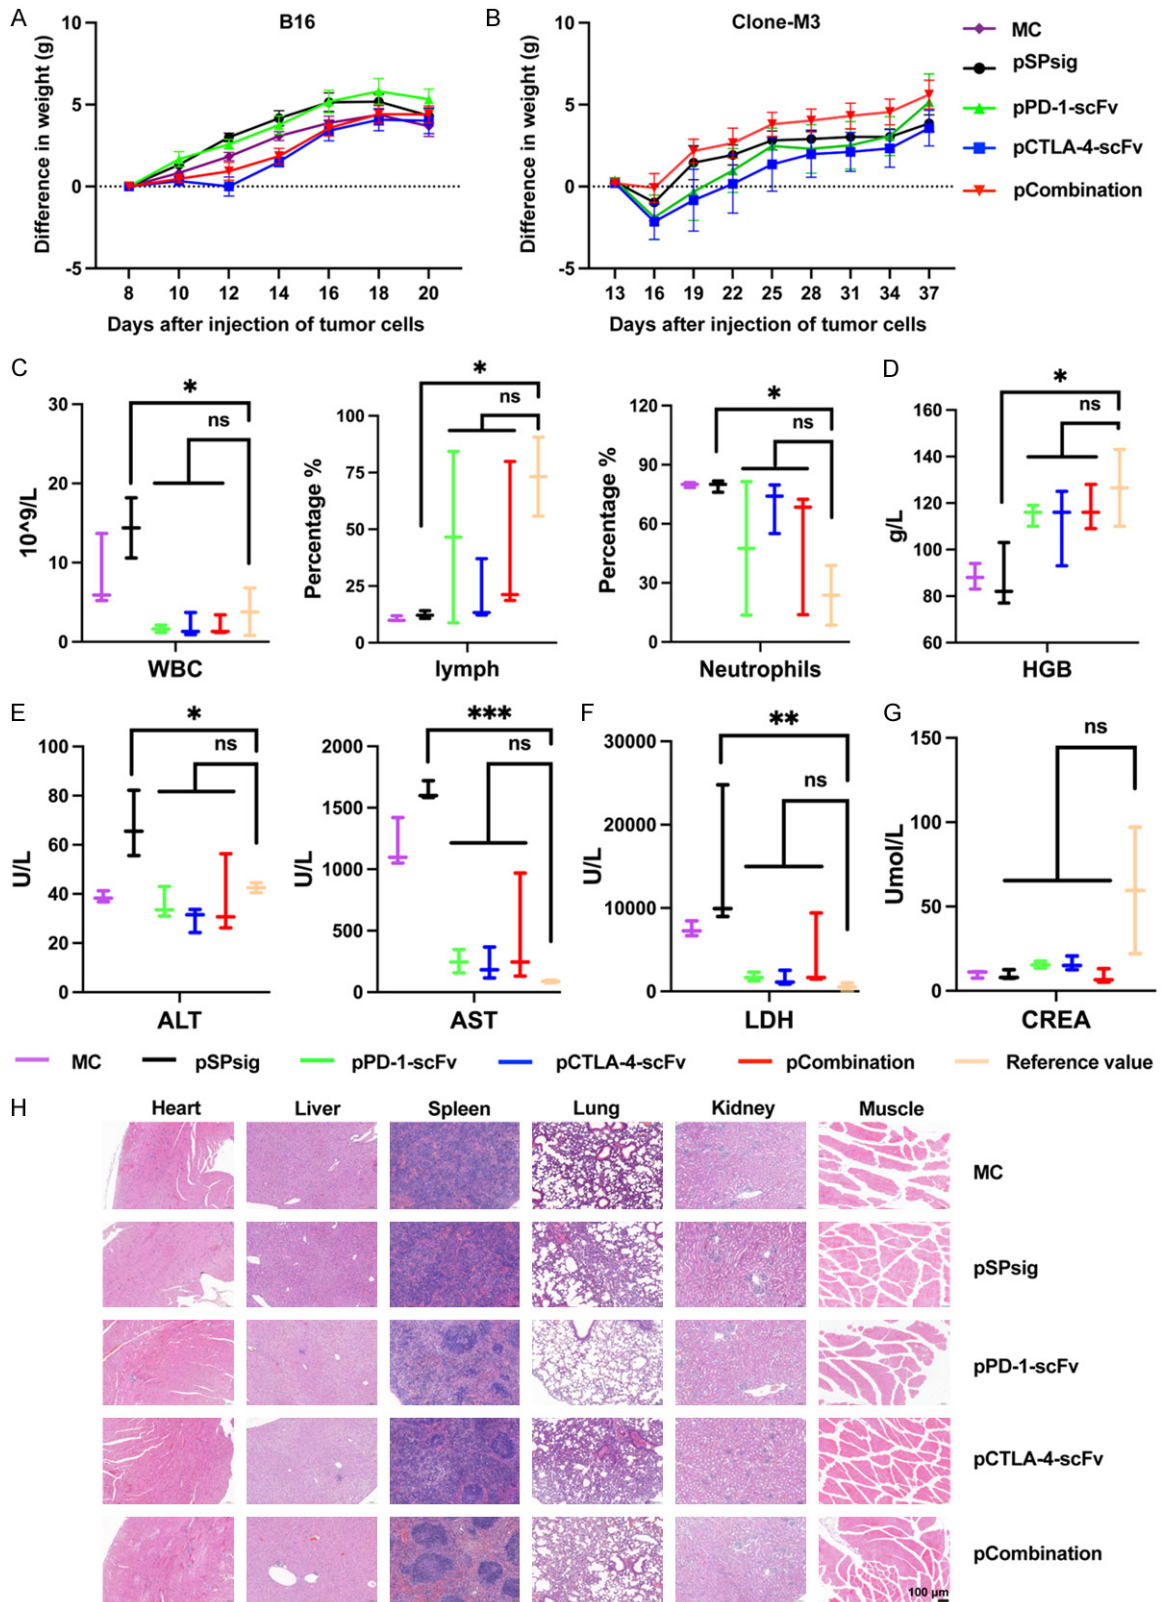 A
B16
Difference in weight (g)
10
5
0
-5
8 10 12 14 16 18 20
Days after injection of tumor cells
B
Clone-M3
Difference in weight (g)
10
5
0
-5
13 16 19 22 25 28 31 34 37
Days after injection of tumor cells
MC
pSPsig
pPD-1-scFv
pCTLA-4-scFv
pCombination
C
10^9/L
30
20
10
0
*
ns
WBC
Percentage %
100
75
50
25
0
*
ns
lymph
Percentage %
120
90
60
30
0
*
ns
Neutrophils
D
g/L
160
140
120
100
80
60
*
ns
HGB
E
U/L
100
80
60
40
20
0
*
ns
ALT
U/L
2000
1500
1000
500
0
***
ns
AST
F
U/L
30000
20000
10000
0
**
ns
LDH
G
Umol/L
150
100
50
0
ns
CREA
MC pSPsig pPD-1-scFv pCTLA-4-scFv pCombination Reference value
H
Heart Liver Spleen Lung Kidney Muscle
MC
pSPsig
pPD-1-scFv
pCTLA-4-scFv
pCombination
100 μm